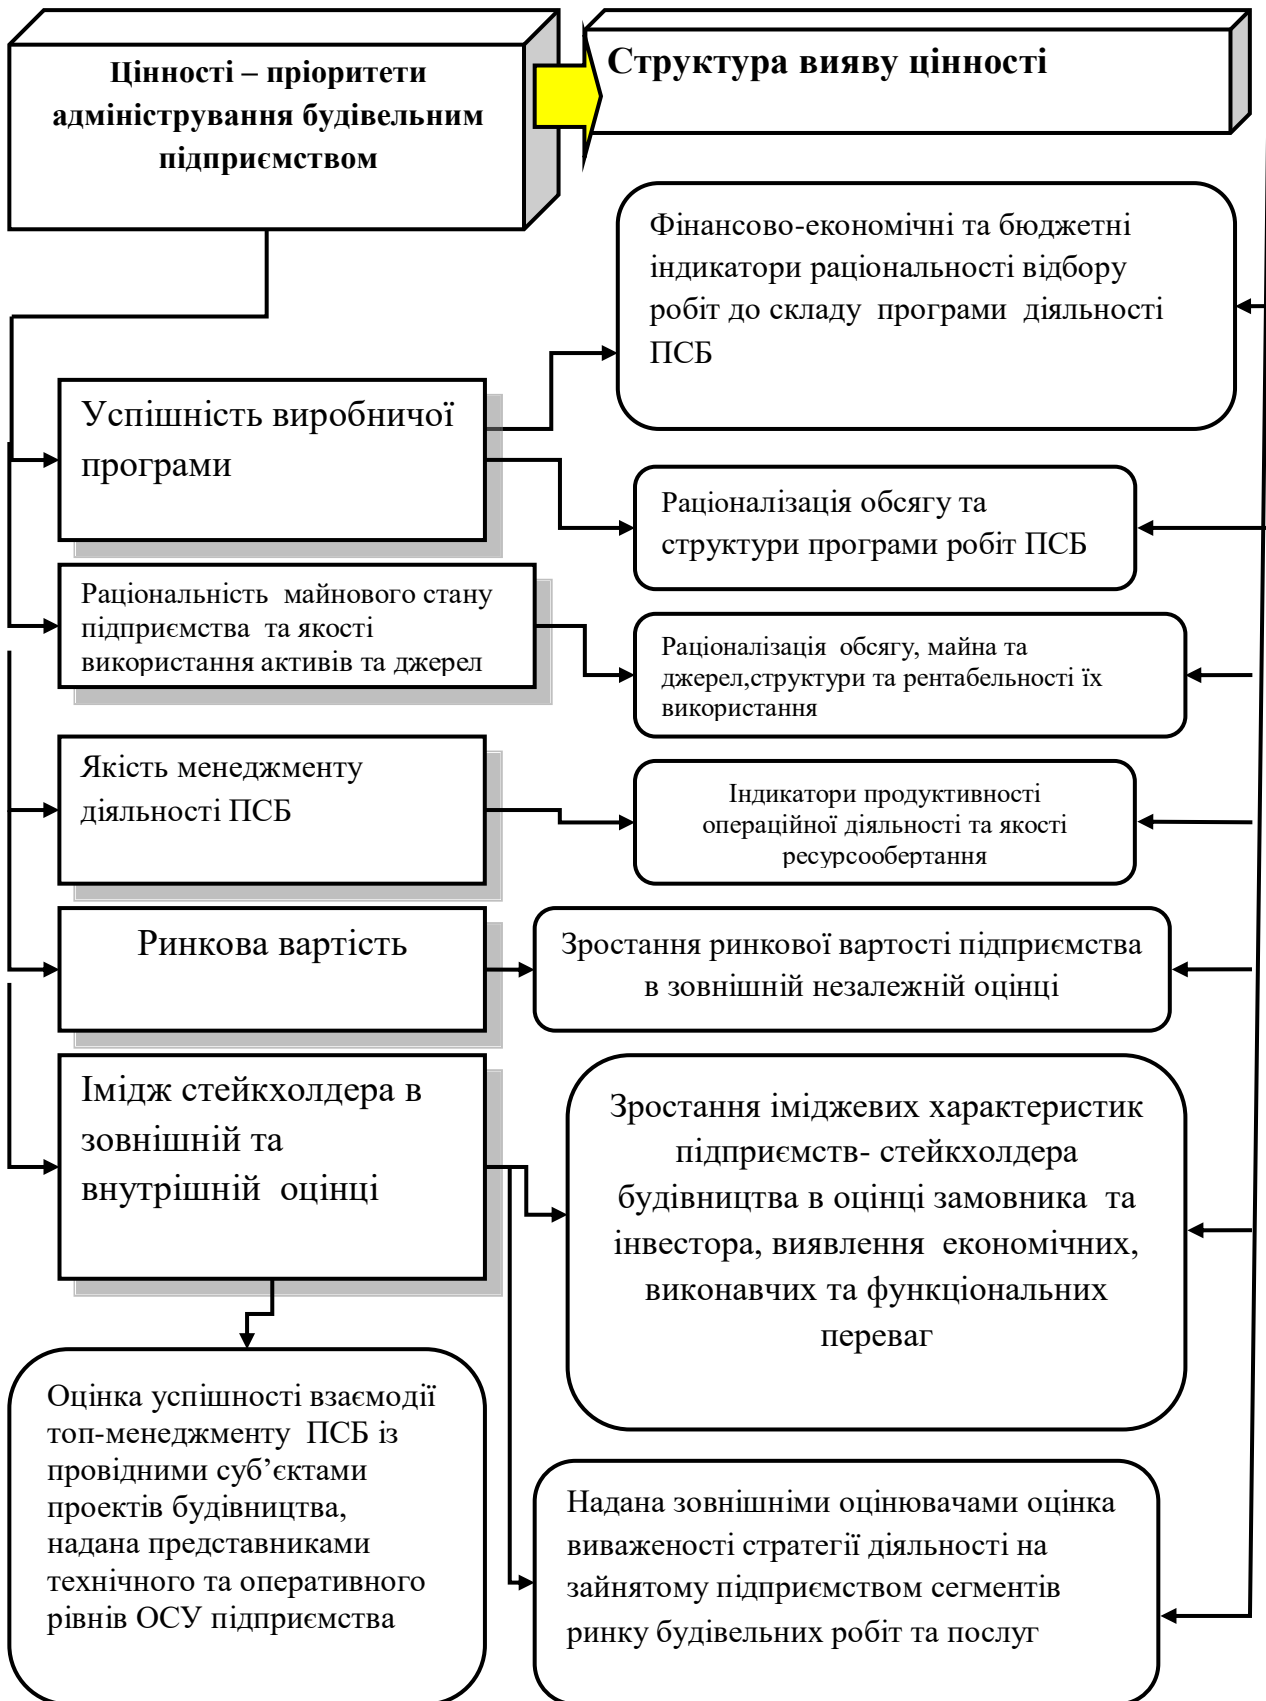 Цінності – пріоритети
адміністрування будівельним
підприємством
Структура вияву цінності
Фінансово-економічні та бюджетні
індикатори раціональності відбору
робіт до складу програми діяльності
ПСБ
Успішність виробничої
програми
Раціоналізація обсягу та
структури програми робіт ПСБ
Раціональність майнового стану
підприємства та якості
використання активів та джерел
Раціоналізація обсягу, майна та
джерел,структури та рентабельності їх
використання
Якість менеджменту
діяльності ПСБ
Індикатори продуктивності
операційної діяльності та якості
ресурсообертання
Ринкова вартість
Зростання ринкової вартості підприємства
в зовнішній незалежній оцінці
Імідж стейкхолдера в
зовнішній та
внутрішній оцінці
Зростання іміджевих характеристик
підприємств- стейкхолдера
будівництва в оцінці замовника та
інвестора, виявлення економічних,
виконавчих та функціональних
переваг
Оцінка успішності взаємодії
топ-менеджменту ПСБ із
провідними суб’єктами
проектів будівництва,
надана представниками
технічного та оперативного
рівнів ОСУ підприємства
Надана зовнішніми оцінювачами оцінка
виваженості стратегії діяльності на
зайнятому підприємством сегментів
ринку будівельних робіт та послуг